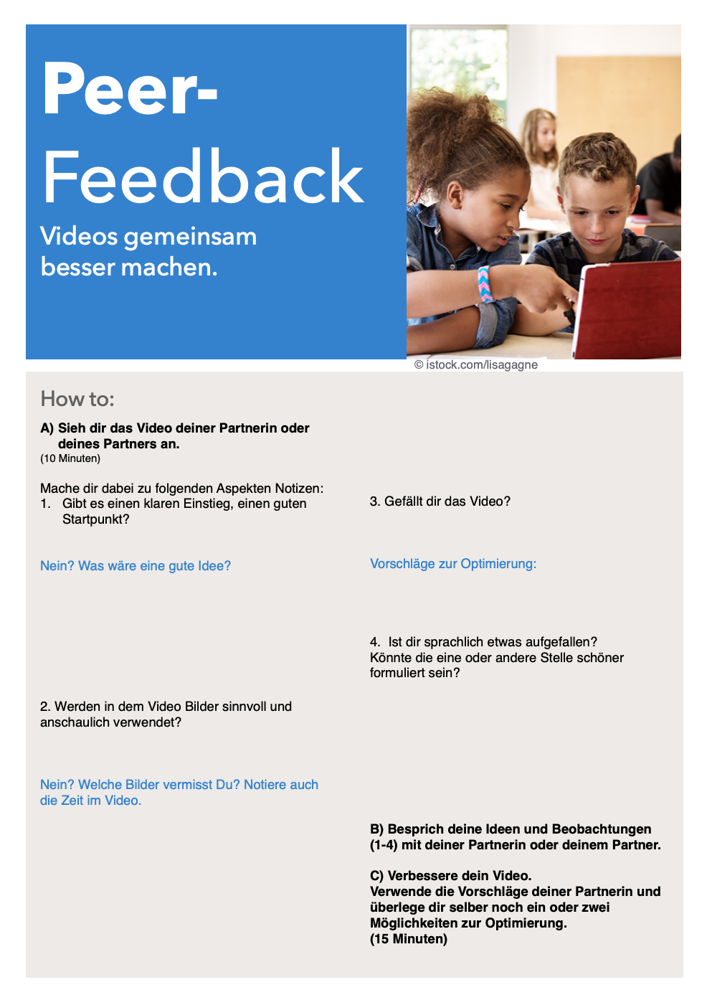 Peer-
Feedback
Videos gemeinsam
besser machen.
© istock.com/lisagagne
How to:
A) Sieh dir das Video deiner Partnerin oder
deines Partners an.
(10 Minuten)
Mache dir dabei zu folgenden Aspekten Notizen:
1. Gibt es einen klaren Einstieg, einen guten
Startpunkt?
Nein? Was wäre eine gute Idee?
2. Werden in dem Video Bilder sinnvoll und
anschaulich verwendet?
Nein? Welche Bilder vermisst Du? Notiere auch
die Zeit im Video.
3. Gefällt dir das Video?
Vorschläge zur Optimierung:
4. Ist dir sprachlich etwas aufgefallen?
Könnte die eine oder andere Stelle schöner
formuliert sein?
B) Besprich deine Ideen und Beobachtungen
(1-4) mit deiner Partnerin oder deinem Partner.
C) Verbessere dein Video.
Verwende die Vorschläge deiner Partnerin und
überlege dir selber noch ein oder zwei
Möglichkeiten zur Optimierung.
(15 Minuten)